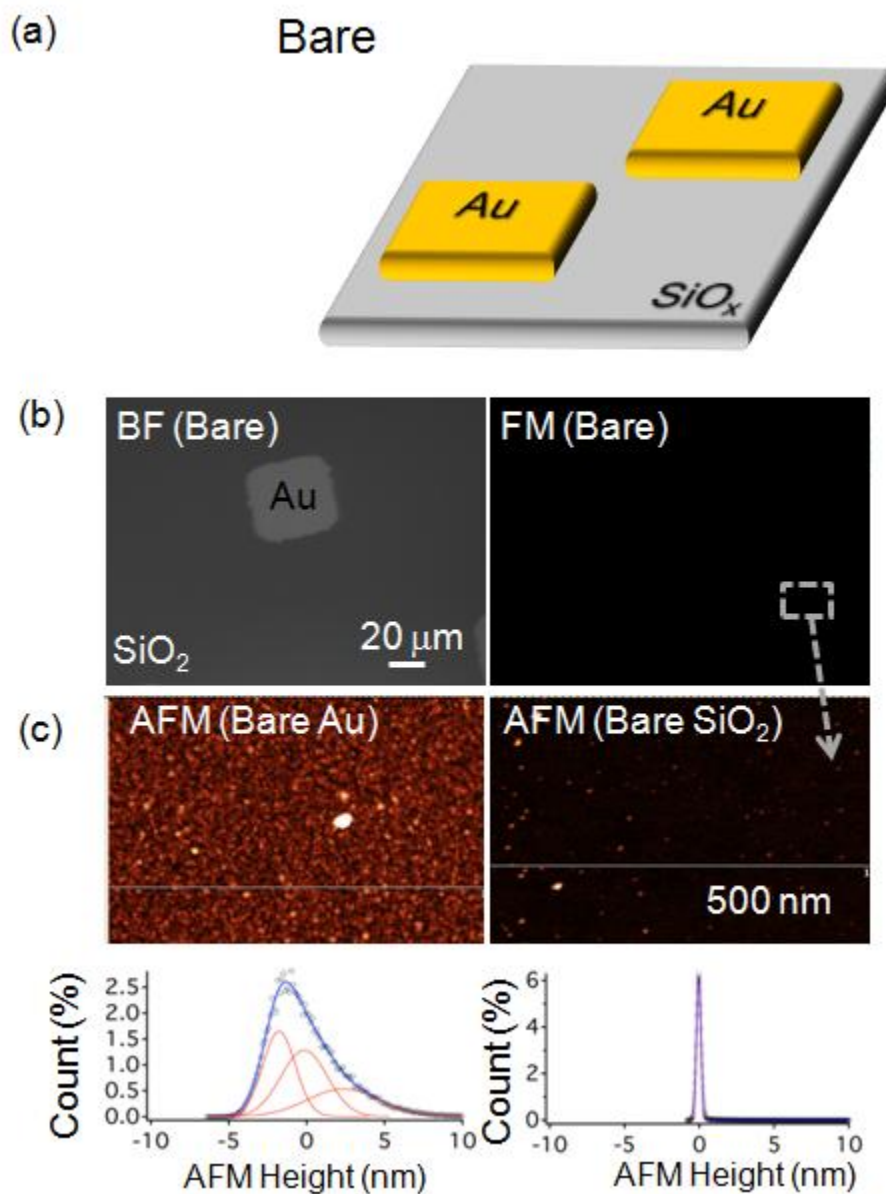 (a)
Bare
Au
Au
SiOₓ
(b)
BF (Bare)
FM (Bare)
Au
SiO₂
20 μm
(c)
AFM (Bare Au)
AFM (Bare SiO₂)
500 nm
Count (%)
2.5
2.0
1.5
1.0
0.5
0.0
-10
-5
0
5
10
AFM Height (nm)
Count (%)
6
4
2
0
-10
-5
0
5
10
AFM Height (nm)